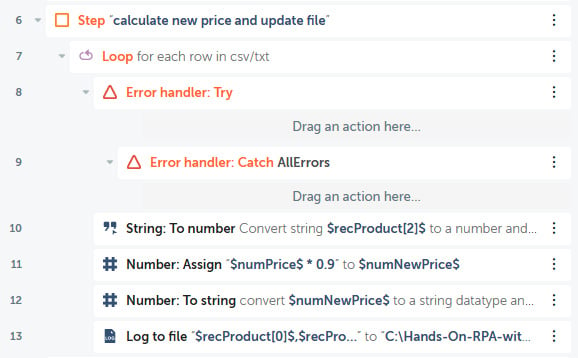 6 Step "calculate new price and update file"
7 Loop for each row in csv/txt
8 Error handler: Try
Drag an action here...
9 Error handler: Catch AllErrors
Drag an action here...
10 String: To number Convert string $recProduct[2]$ to a number and...
11 Number: Assign "$numPrice$ * 0.9" to $numNewPrice$
12 Number: To string convert $numNewPrice$ to a string datatype an...
13 Log to file "$recProduct[0]$,$recPro..." to "C:\Hands-On-RPA-wit...